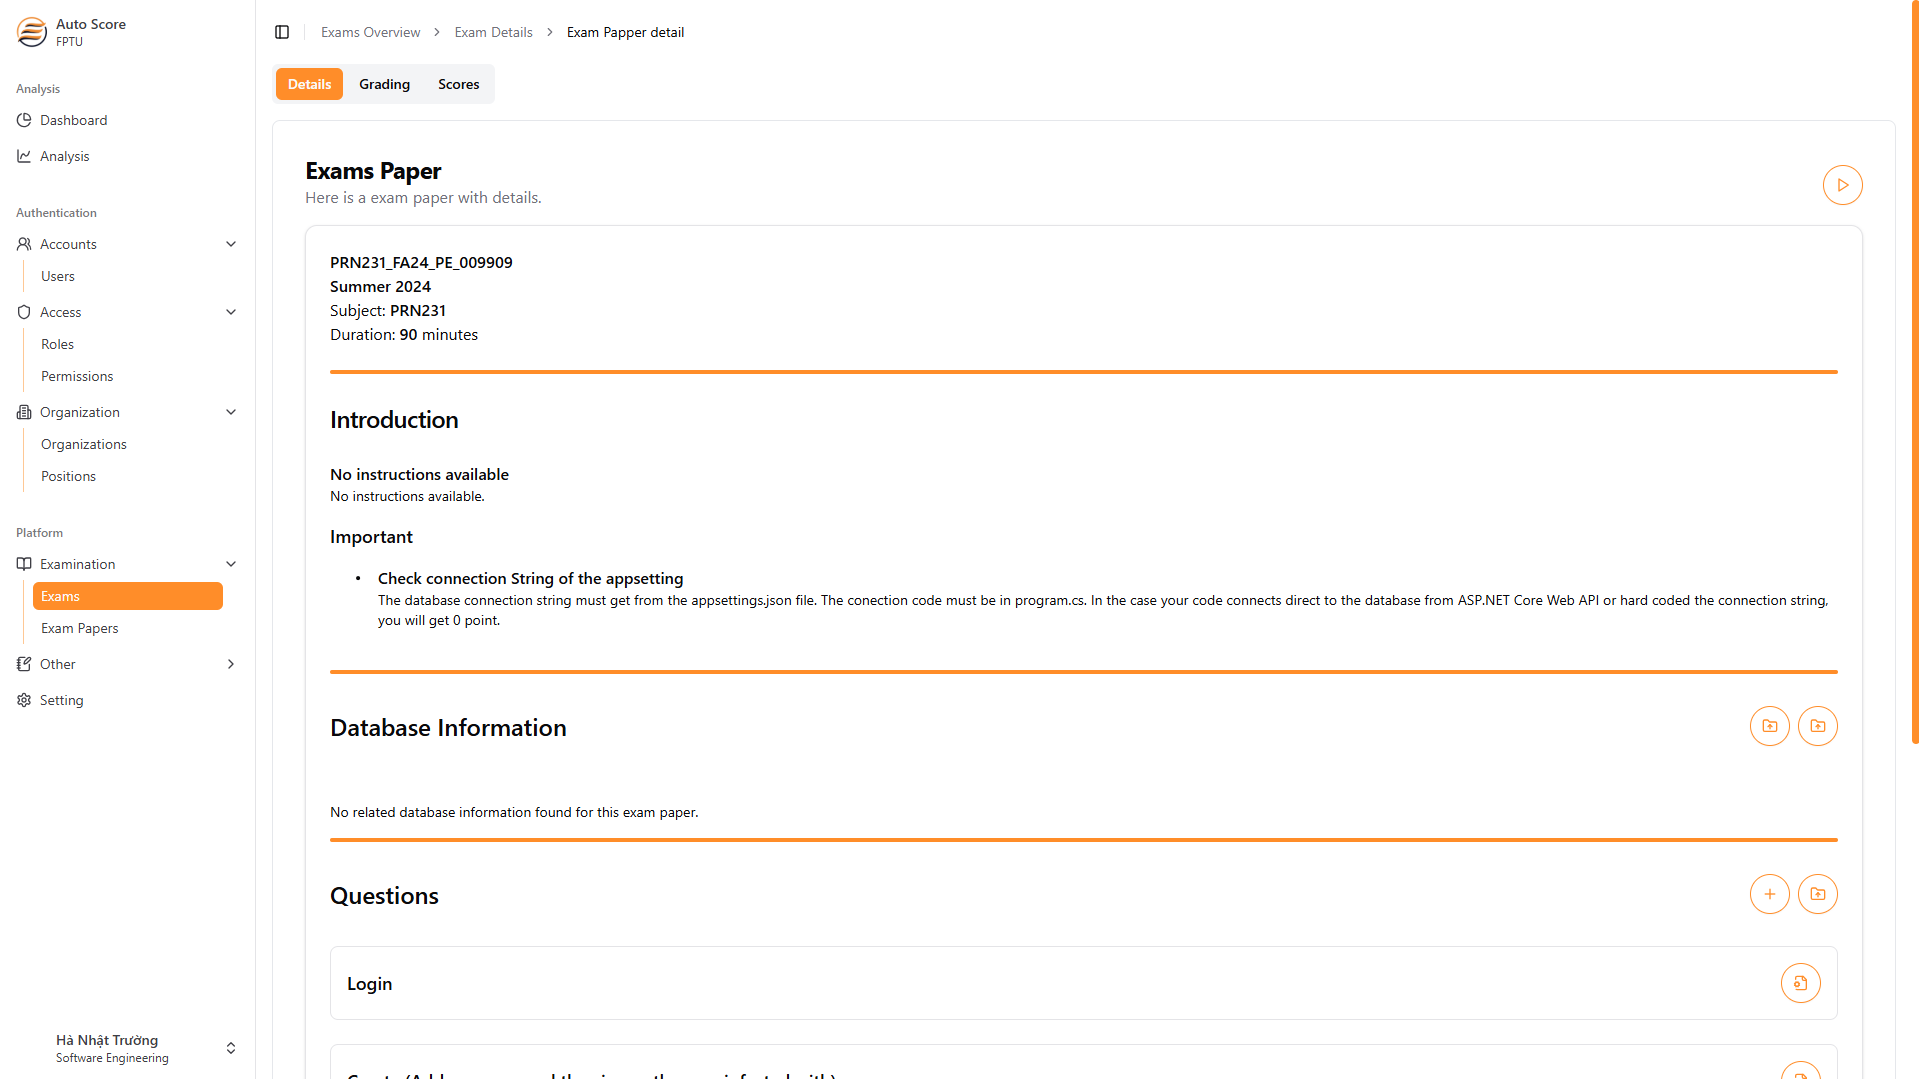 Auto Score
FPTU
Analysis
Dashboard
Analysis
Authentication
Accounts
Users
Access
Roles
Permissions
Organization
Organizations
Positions
Platform
Examination
Exams
Exam Papers
Other
Setting
Hà Nhật Trường
Software Engineering
Exams Overview > Exam Details > Exam Papper detail
Details Grading Scores
Exams Paper
Here is a exam paper with details.
PRN231_FA24_PE_009909
Summer 2024
Subject: PRN231
Duration: 90 minutes
Introduction
No instructions available
No instructions available.
Important
• Check connection String of the appsetting
The database connection string must get from the appsettings.json file. The conection code must be in program.cs. In the case your code connects direct to the database from ASP.NET Core Web API or hard coded the connection string,
you will get 0 point.
Database Information
No related database information found for this exam paper.
Questions
Login